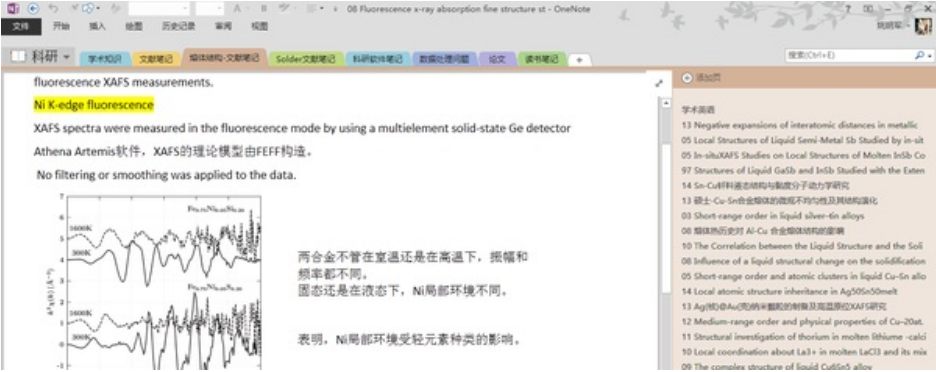 08 Fluorescence x-ray absorption fine structure st - OneNote
文件 开始 插入 绘图 历史记录 审阅 视图
科研 学术知识 文献笔记 熔体结构-文献笔记 Solder文献笔记 科研软件笔记 数据处理问题 论文 读书笔记
搜索(Ctrl+E)
fluorescence XAFS measurements.
Ni K-edge fluorescence
XAFS spectra were measured in the fluorescence mode by using a multielement solid-state Ge detector
Athena Artemis软件，XAFS的理论模型由FEFF构造。
No filtering or smoothing was applied to the data.
7
6
5
4
3
2
1
0
-1
1600K
300K
1600K
300K
两合金不管在室温还是在高温下，振幅和
频率都不同。
固态还是在液态下，Ni局部环境不同。
表明，Ni局部环境受轻元素种类的影响。
添加页
学术英语
13 Negative expansions of interatomic distances in metallic
05 Local Structures of Liquid Semi-Metal Sb Studied by in-sit
05 In-situXAFS Studies on Local Structures of Molten InSb Co
97 Structures of Liquid GaSb and InSb Studied with the Exten
14 Sn-Cu钎料液态结构与黏度分子动力学研究
13 硕士-Cu-Sn合金熔体的微观不均匀性及其结构演化
03 Short-range order in liquid silver-tin alloys
08 熔体热历史对 Al-Cu 合金熔体结构的影响
10 The Correlation between the Liquid Structure and the Soli
08 Influence of a liquid structural change on the solidification
05 Short-range order and atomic clusters in liquid Cu-Sn allo
14 Local atomic structure inheritance in Ag50Sn50melt
13 Ag(核)@Au(壳)纳米颗粒的制备及高温原位XAFS研究
12 Medium-range order and physical properties of Cu-20at.
11 Structural investigation of thorium in molten lithiume -calci
10 Local coordination about La3+ in molten LaCl3 and its mix
09 The complex structure of liquid Cu6Sn5 alloy